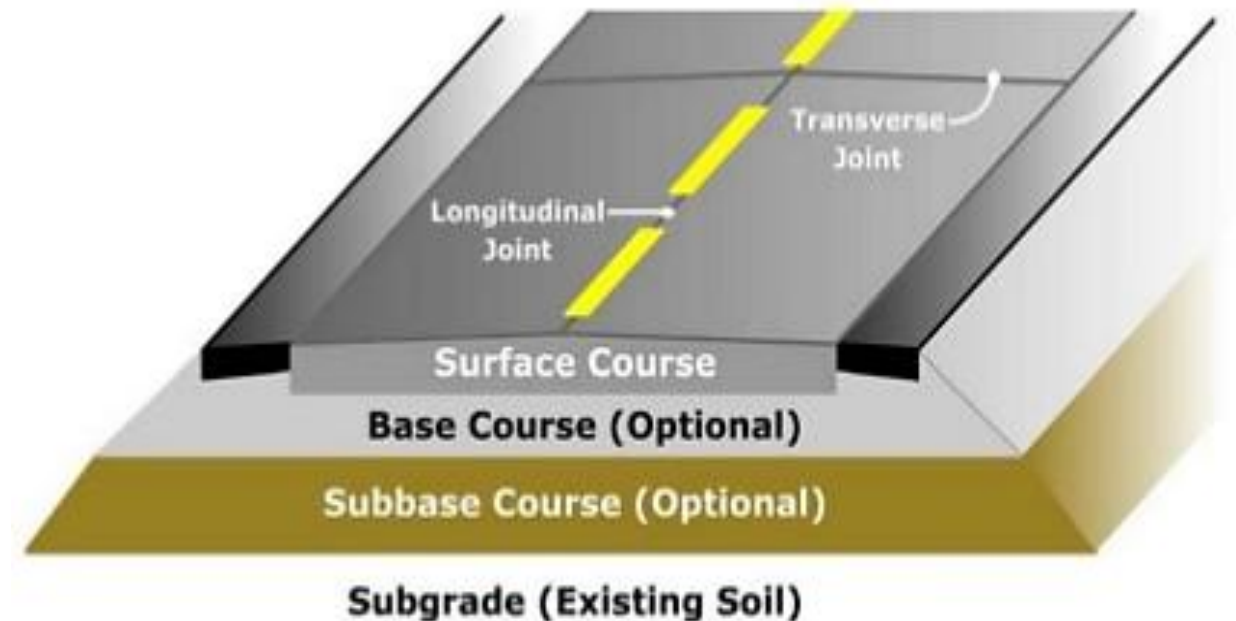 Transverse
Joint
Longitudinal
Joint
Surface Course
Base Course (Optional)
Subbase Course (Optional)
Subgrade (Existing Soil)